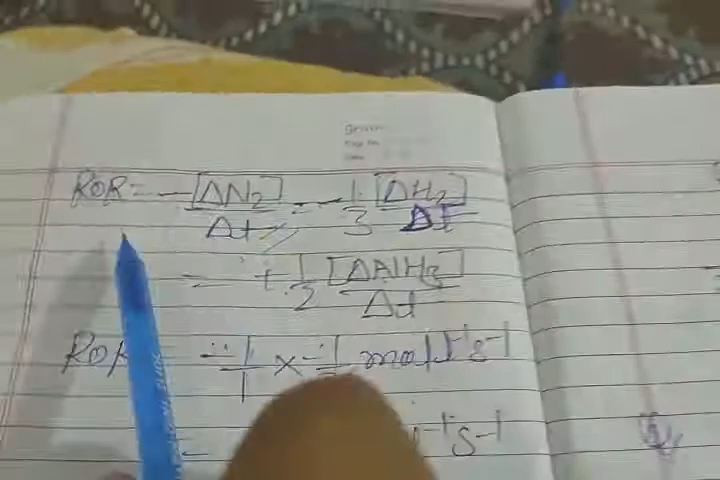 ROR = - [ΔN2] / Δt = - 1/3 [ΔH2] / Δt
= + 1/2 [ΔNH3] / Δt
ROR = - 1/1 × - 1/ mol L⁻¹ s⁻¹
= L⁻¹ s⁻¹